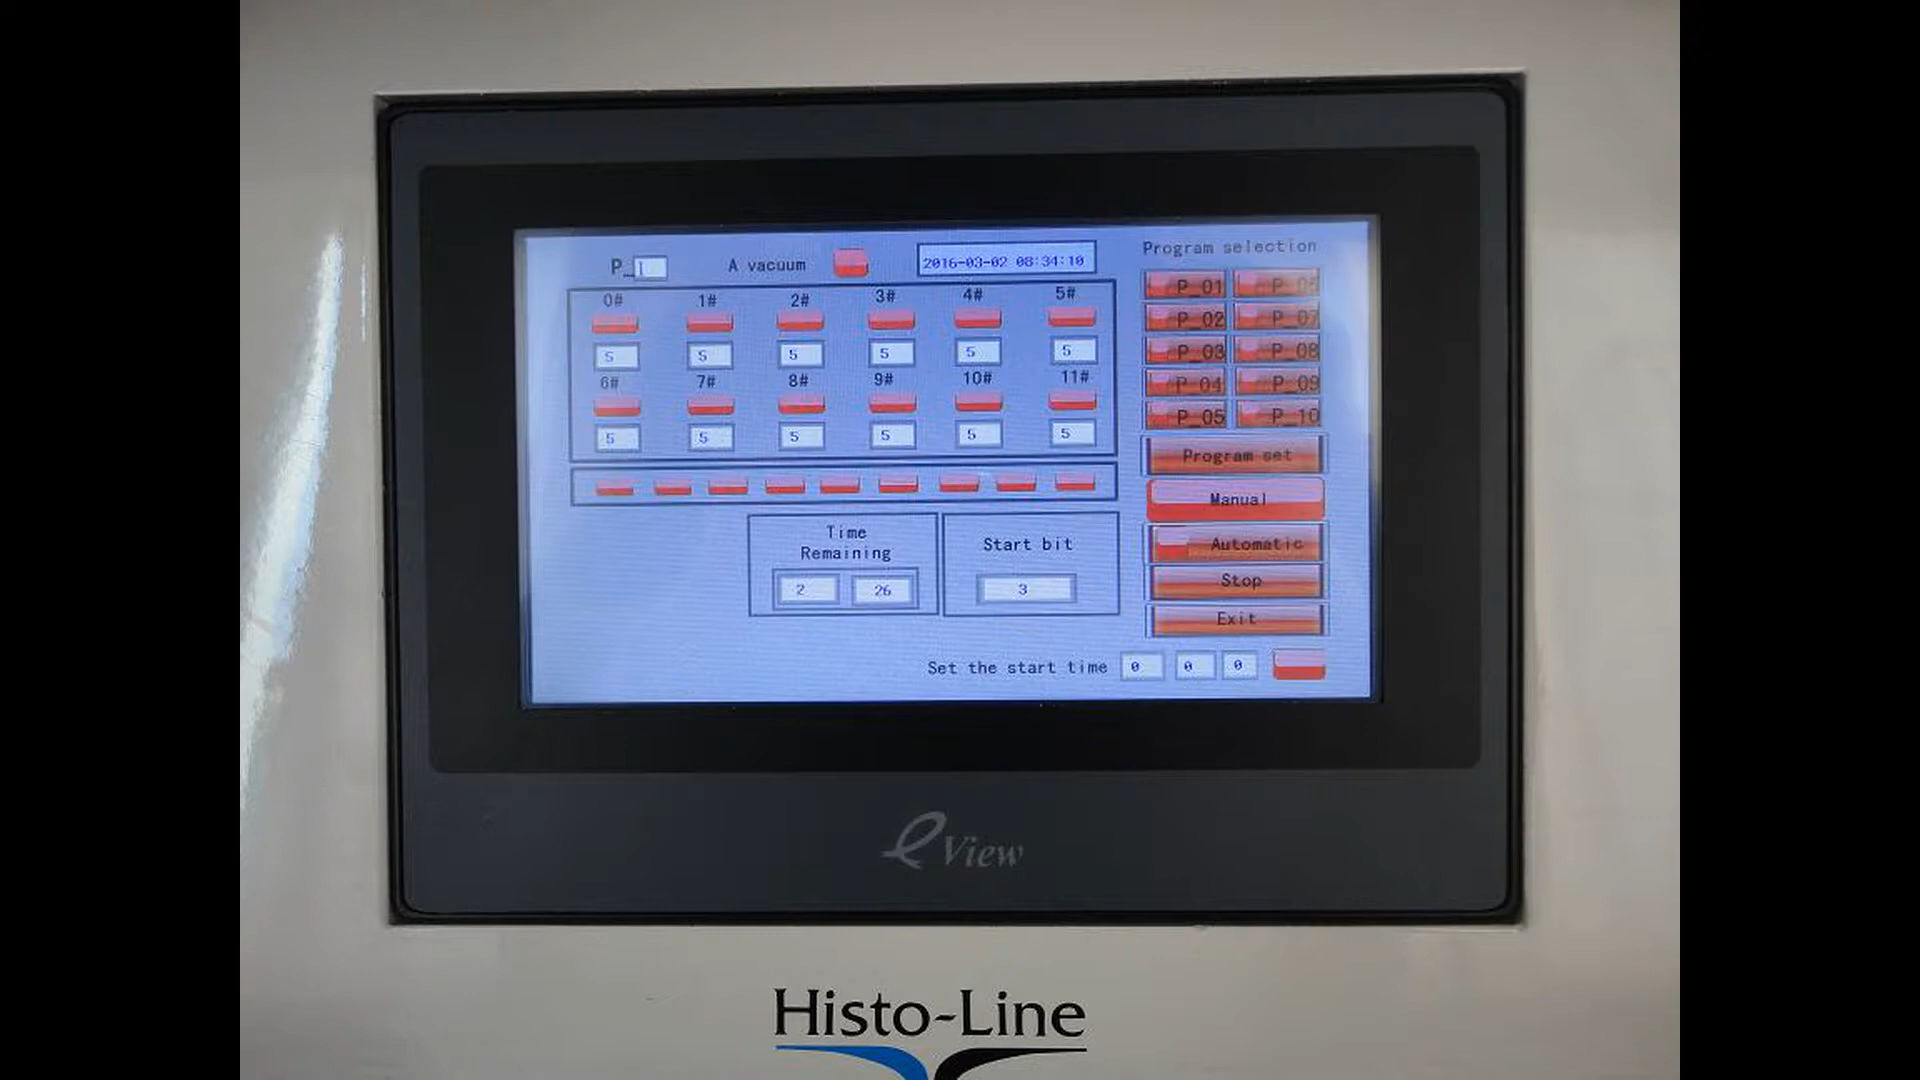 P_ 1 A vacuum 2016-03-02 08:34:10
0# 1# 2# 3# 4# 5#
5 5 5 5 5 5
6# 7# 8# 9# 10# 11#
5 5 5 5 5 5
Time
Remaining
2 26
Start bit
3
Program selection
P_01
P_02 P_07
P_03 P_08
P_04 P_09
P_05 P_10
Program set
Manual
Automatic
Stop
Exit
Set the start time 0 0 0
eView
Histo-Line